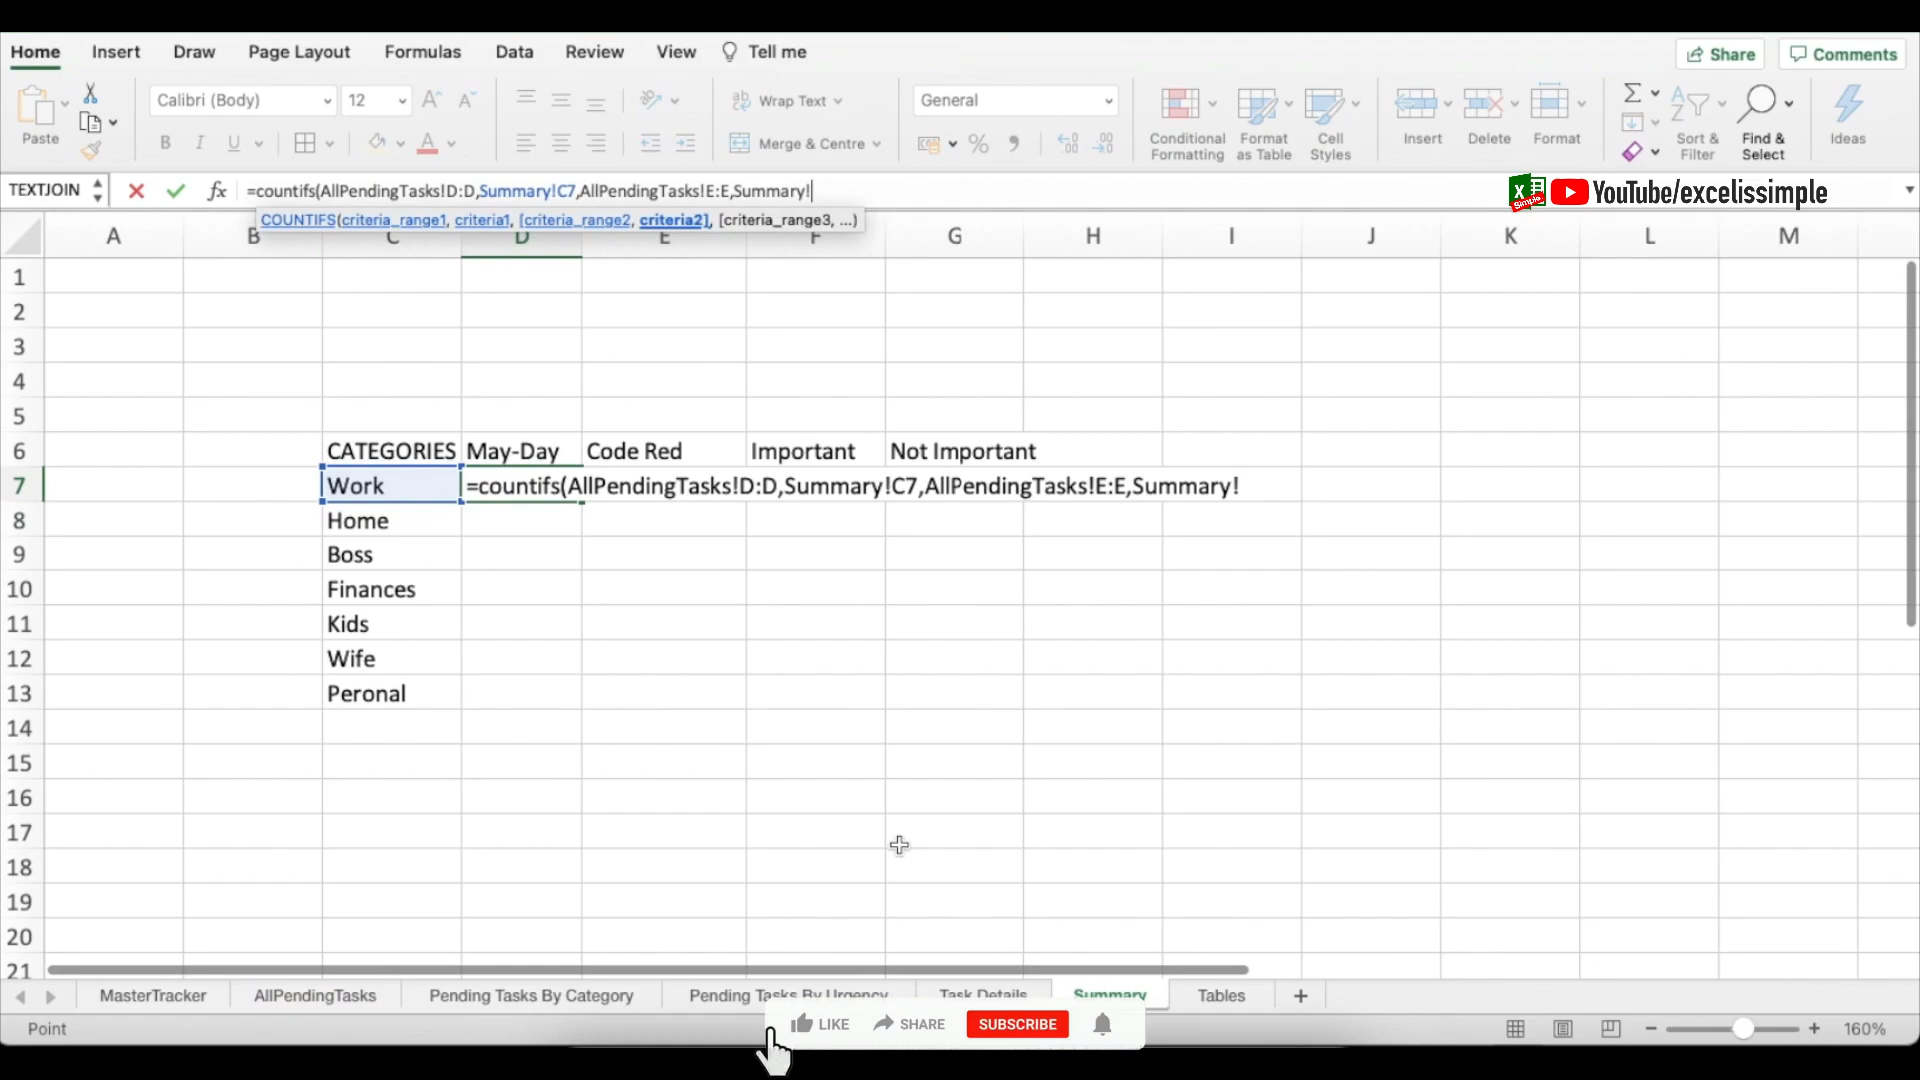 Home Insert Draw Page Layout Formulas Data Review View Tell me Share Comments
Paste Calibri (Body) 12 Wrap Text General
B I U Merge & Centre % Conditional Formatting Format as Table Cell Styles Insert Delete Format Sort & Filter Find & Select Ideas
TEXTJOIN fx =countifs(AllPendingTasks!D:D,Summary!C7,AllPendingTasks!E:E,Summary! Simple YouTube/excelissimple
COUNTIFS(criteria_range1, criteria1, [criteria_range2, criteria2], [criteria_range3, ...)
A B C D E F G H I J K L M
1
2
3
4
5
6 CATEGORIES May-Day Code Red Important Not Important
7 Work =countifs(AllPendingTasks!D:D,Summary!C7,AllPendingTasks!E:E,Summary!
8 Home
9 Boss
10 Finances
11 Kids
12 Wife
13 Peronal
14
15
16
17
18
19
20
21
MasterTracker AllPendingTasks Pending Tasks By Category Pending Tasks By Urgency Task Details Summary Tables +
Point LIKE SHARE SUBSCRIBE 160%